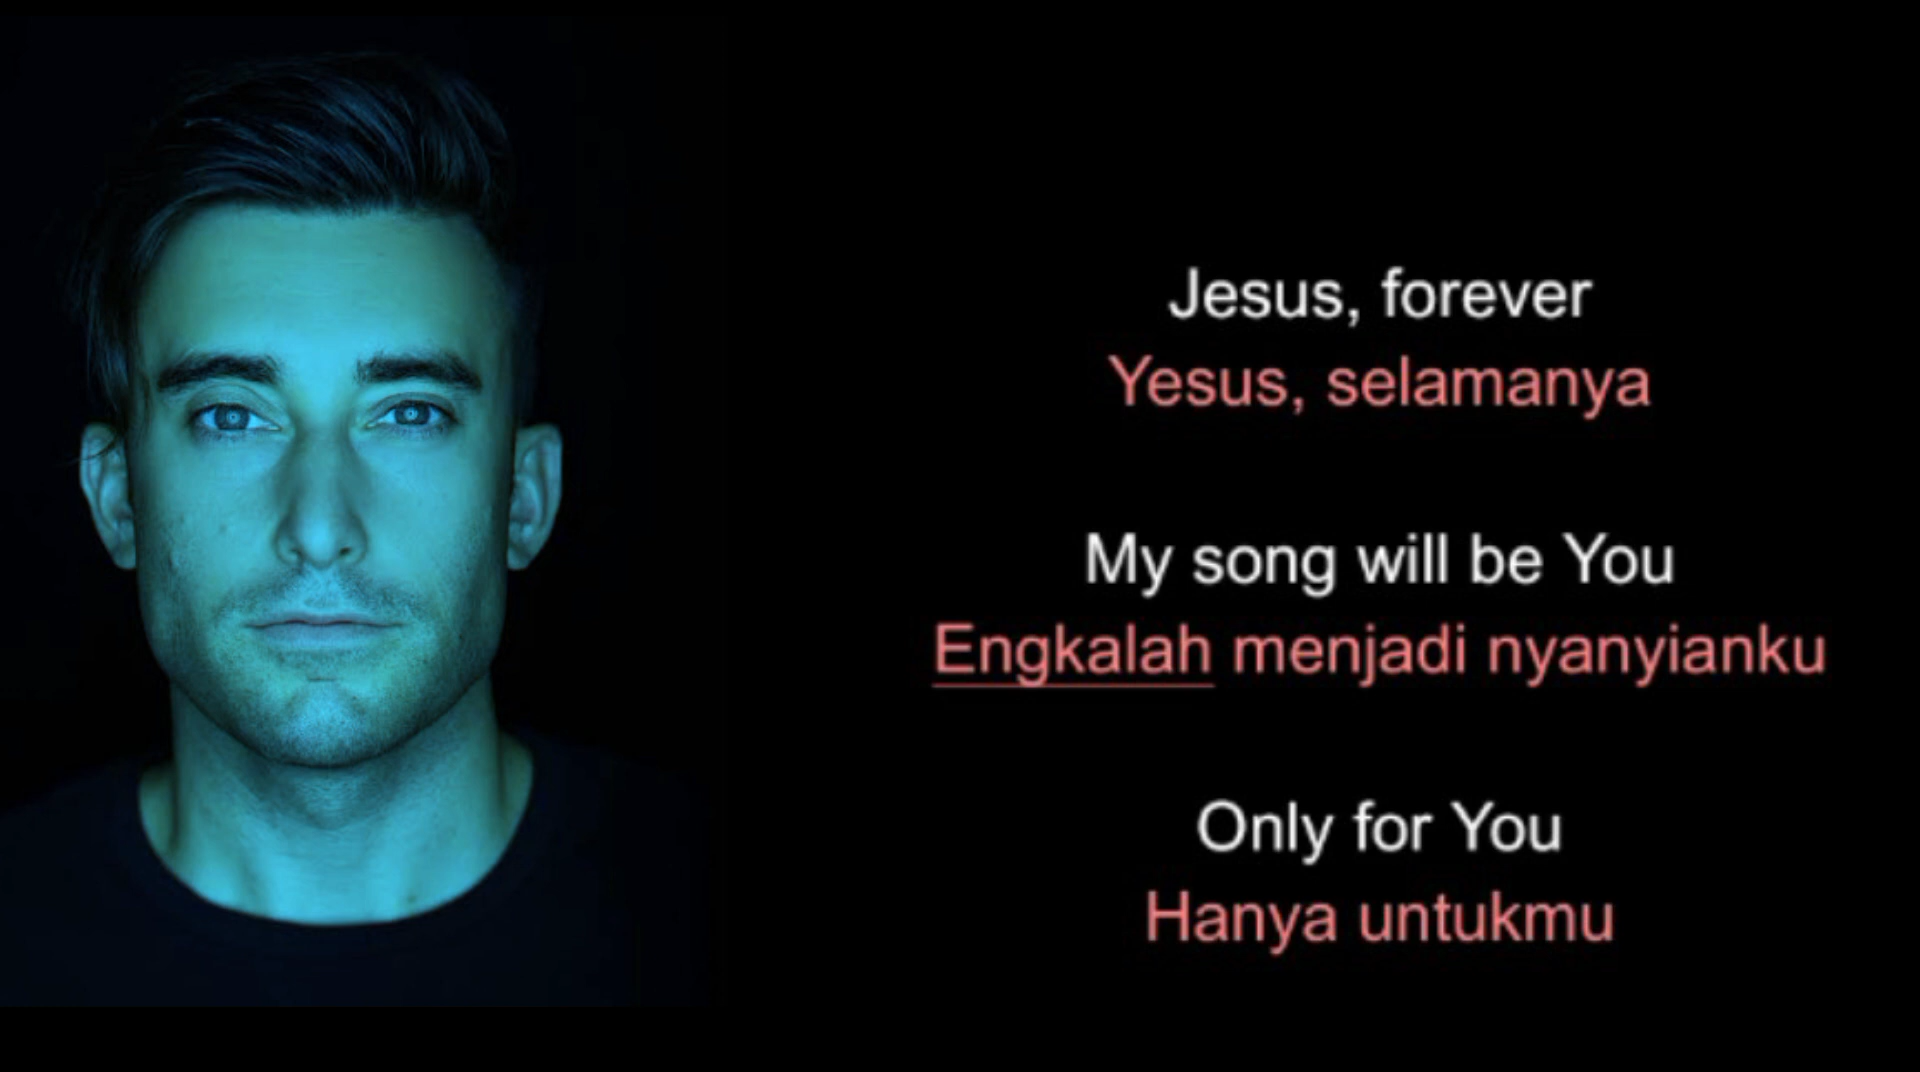 Jesus, forever
Yesus, selamanya
My song will be You
Engkalah menjadi nyanyianku
Only for You
Hanya untukmu